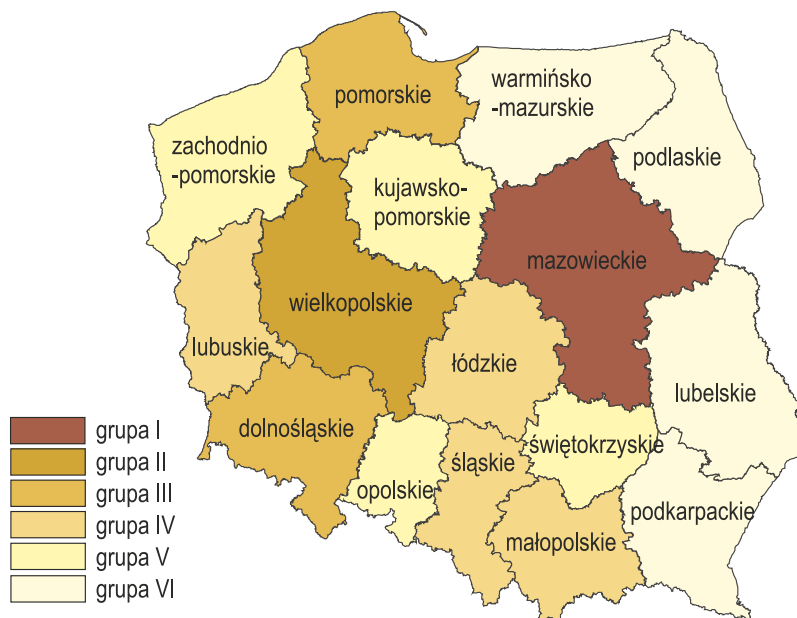 pomorskie
warmińsko
-mazurskie
zachodnio
-pomorskie
podlaskie
kujawsko-
pomorskie
mazowieckie
wielkopolskie
lubuskie
łódzkie
lubelskie
dolnośląskie
świętokrzyskie
śląskie
opolskie
podkarpackie
małopolskie
grupa I
grupa II
grupa III
grupa IV
grupa V
grupa VI